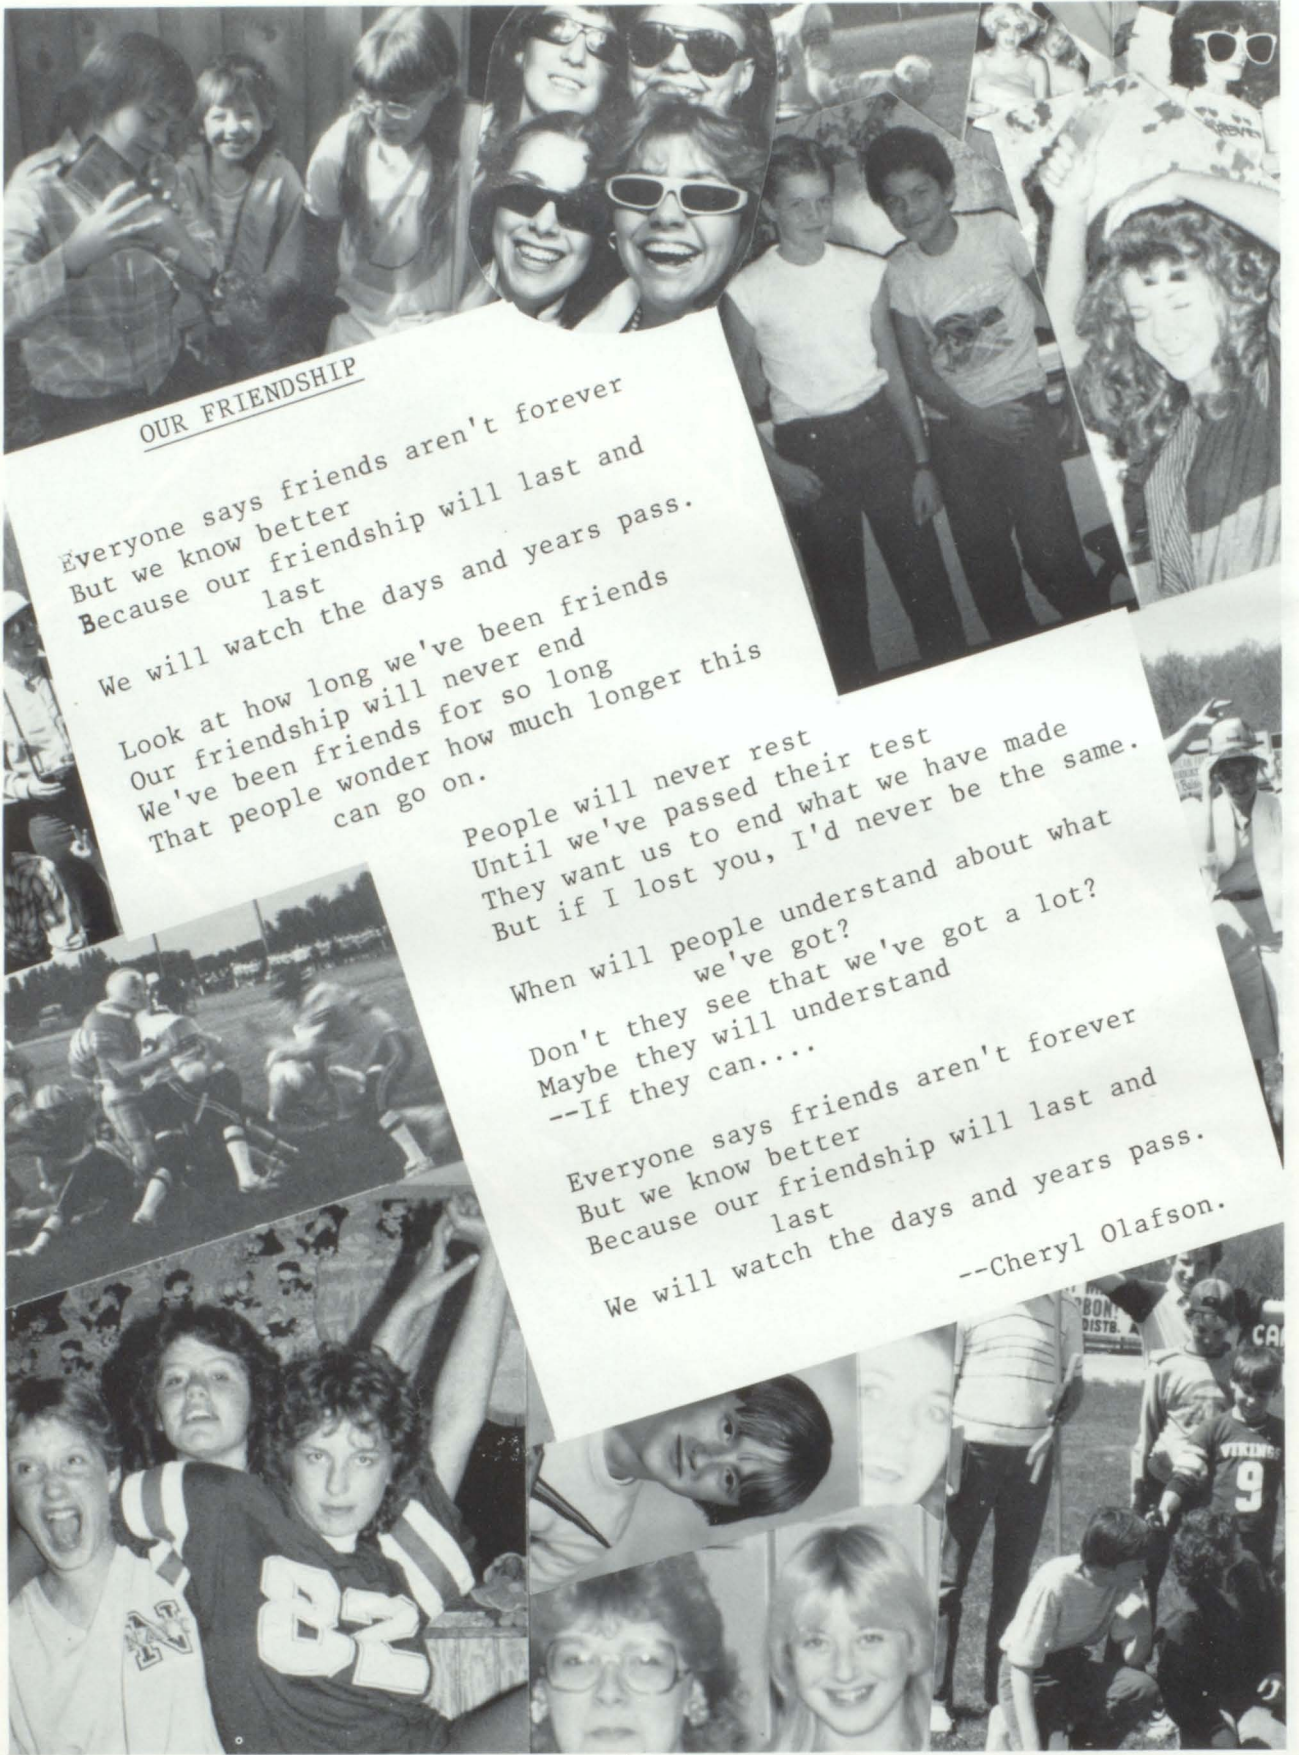 OUR FRIENDSHIP
Everyone says friends aren't forever
But we know better
Because our friendship will last and
last
We will watch the days and years pass.
Look at how long we've been friends
Our friendship will never end
We've been friends for so long
That people wonder how much longer this
can go on.
People will never rest
Until we've passed their test
They want us to end what we have made
But if I lost you, I'd never be the same.
When will people understand about what
we've got?
Don't they see that we've got a lot?
Maybe they will understand
--If they can....
Everyone says friends aren't forever
But we know better
Because our friendship will last and
last
We will watch the days and years pass.
--Cheryl Olafson.
BON
DISTB. A
CA
VIKINGS
9
N
82